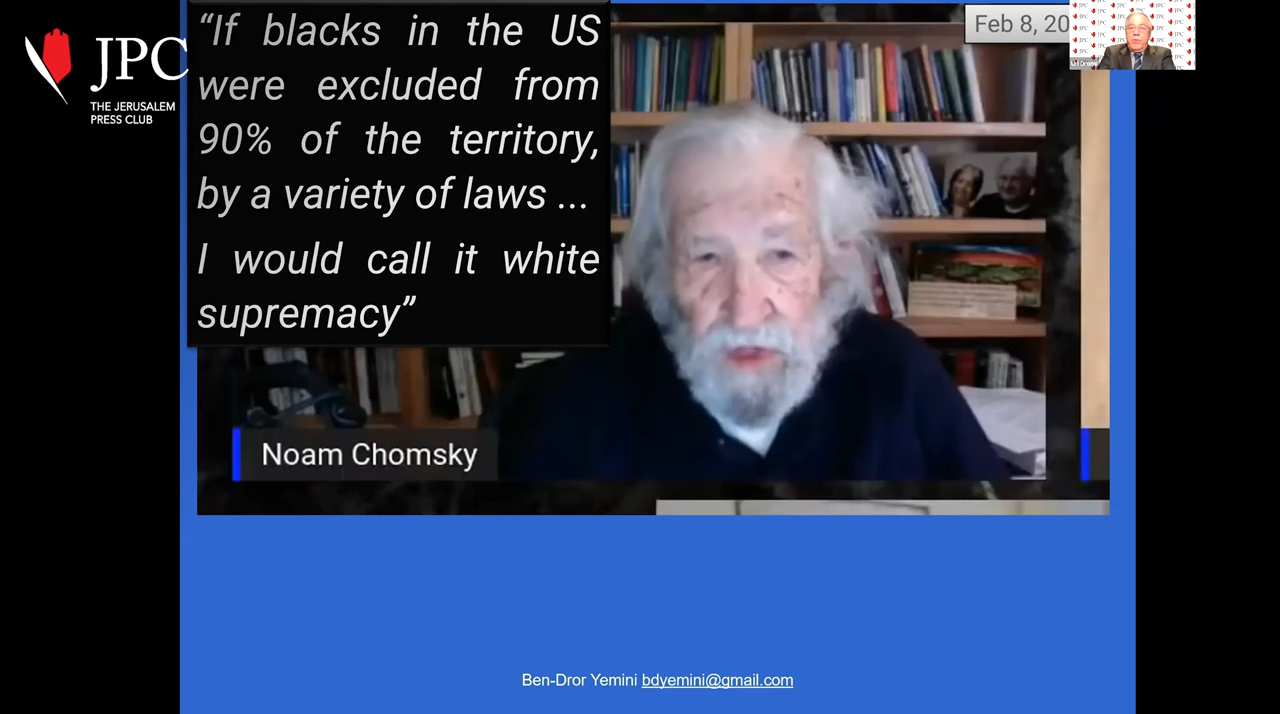 JPC
THE JERUSALEM
PRESS CLUB
“If blacks in the US
were excluded from
90% of the territory,
by a variety of laws ...
I would call it white
supremacy”
Feb 8, 20
Noam Chomsky
Ben-Dror Yemini bdyemini@gmail.com